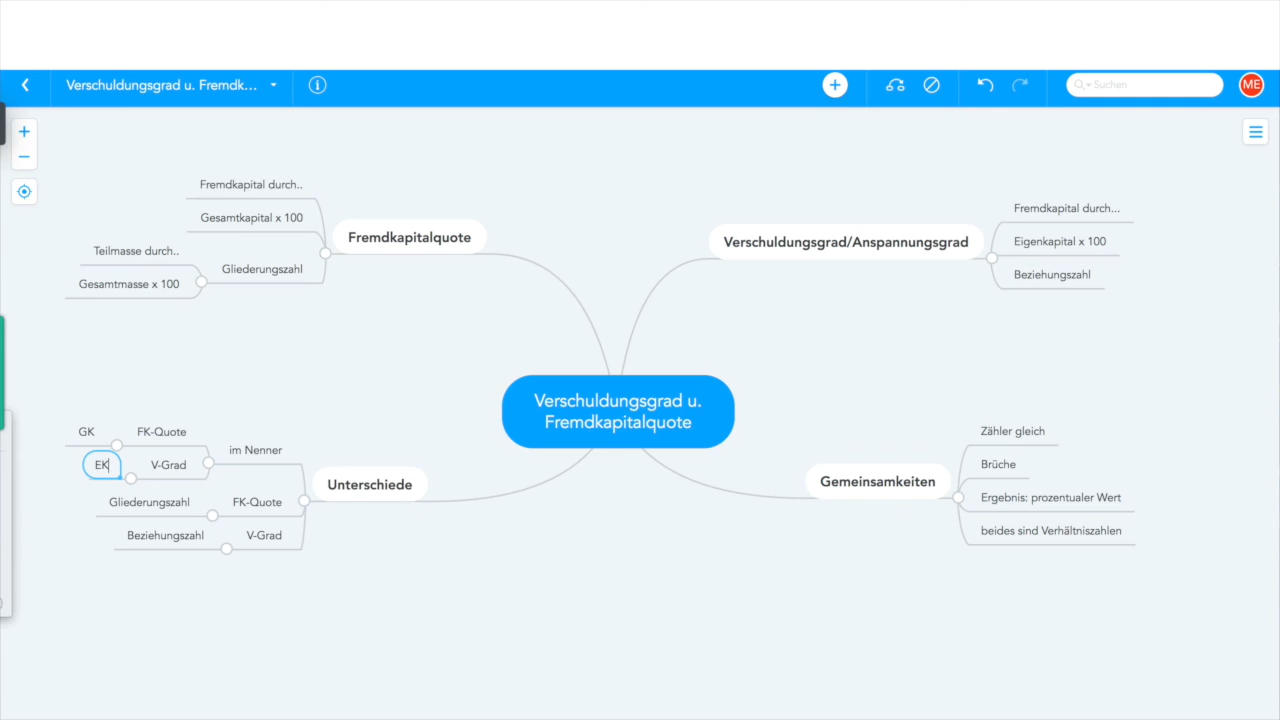 Verschuldungsgrad u. Fremdk...
Suchen
ME
Fremdkapital durch..
Gesamtkapital x 100
Fremdkapitalquote
Teilmasse durch..
Gliederungszahl
Gesamtmasse x 100
Fremdkapital durch...
Verschuldungsgrad/Anspannungsgrad
Eigenkapital x 100
Beziehungszahl
Verschuldungsgrad u.
Fremdkapitalquote
GK
FK-Quote
im Nenner
EK
V-Grad
Unterschiede
Gliederungszahl
FK-Quote
Beziehungszahl
V-Grad
Zähler gleich
Brüche
Gemeinsamkeiten
Ergebnis: prozentualer Wert
beides sind Verhältniszahlen